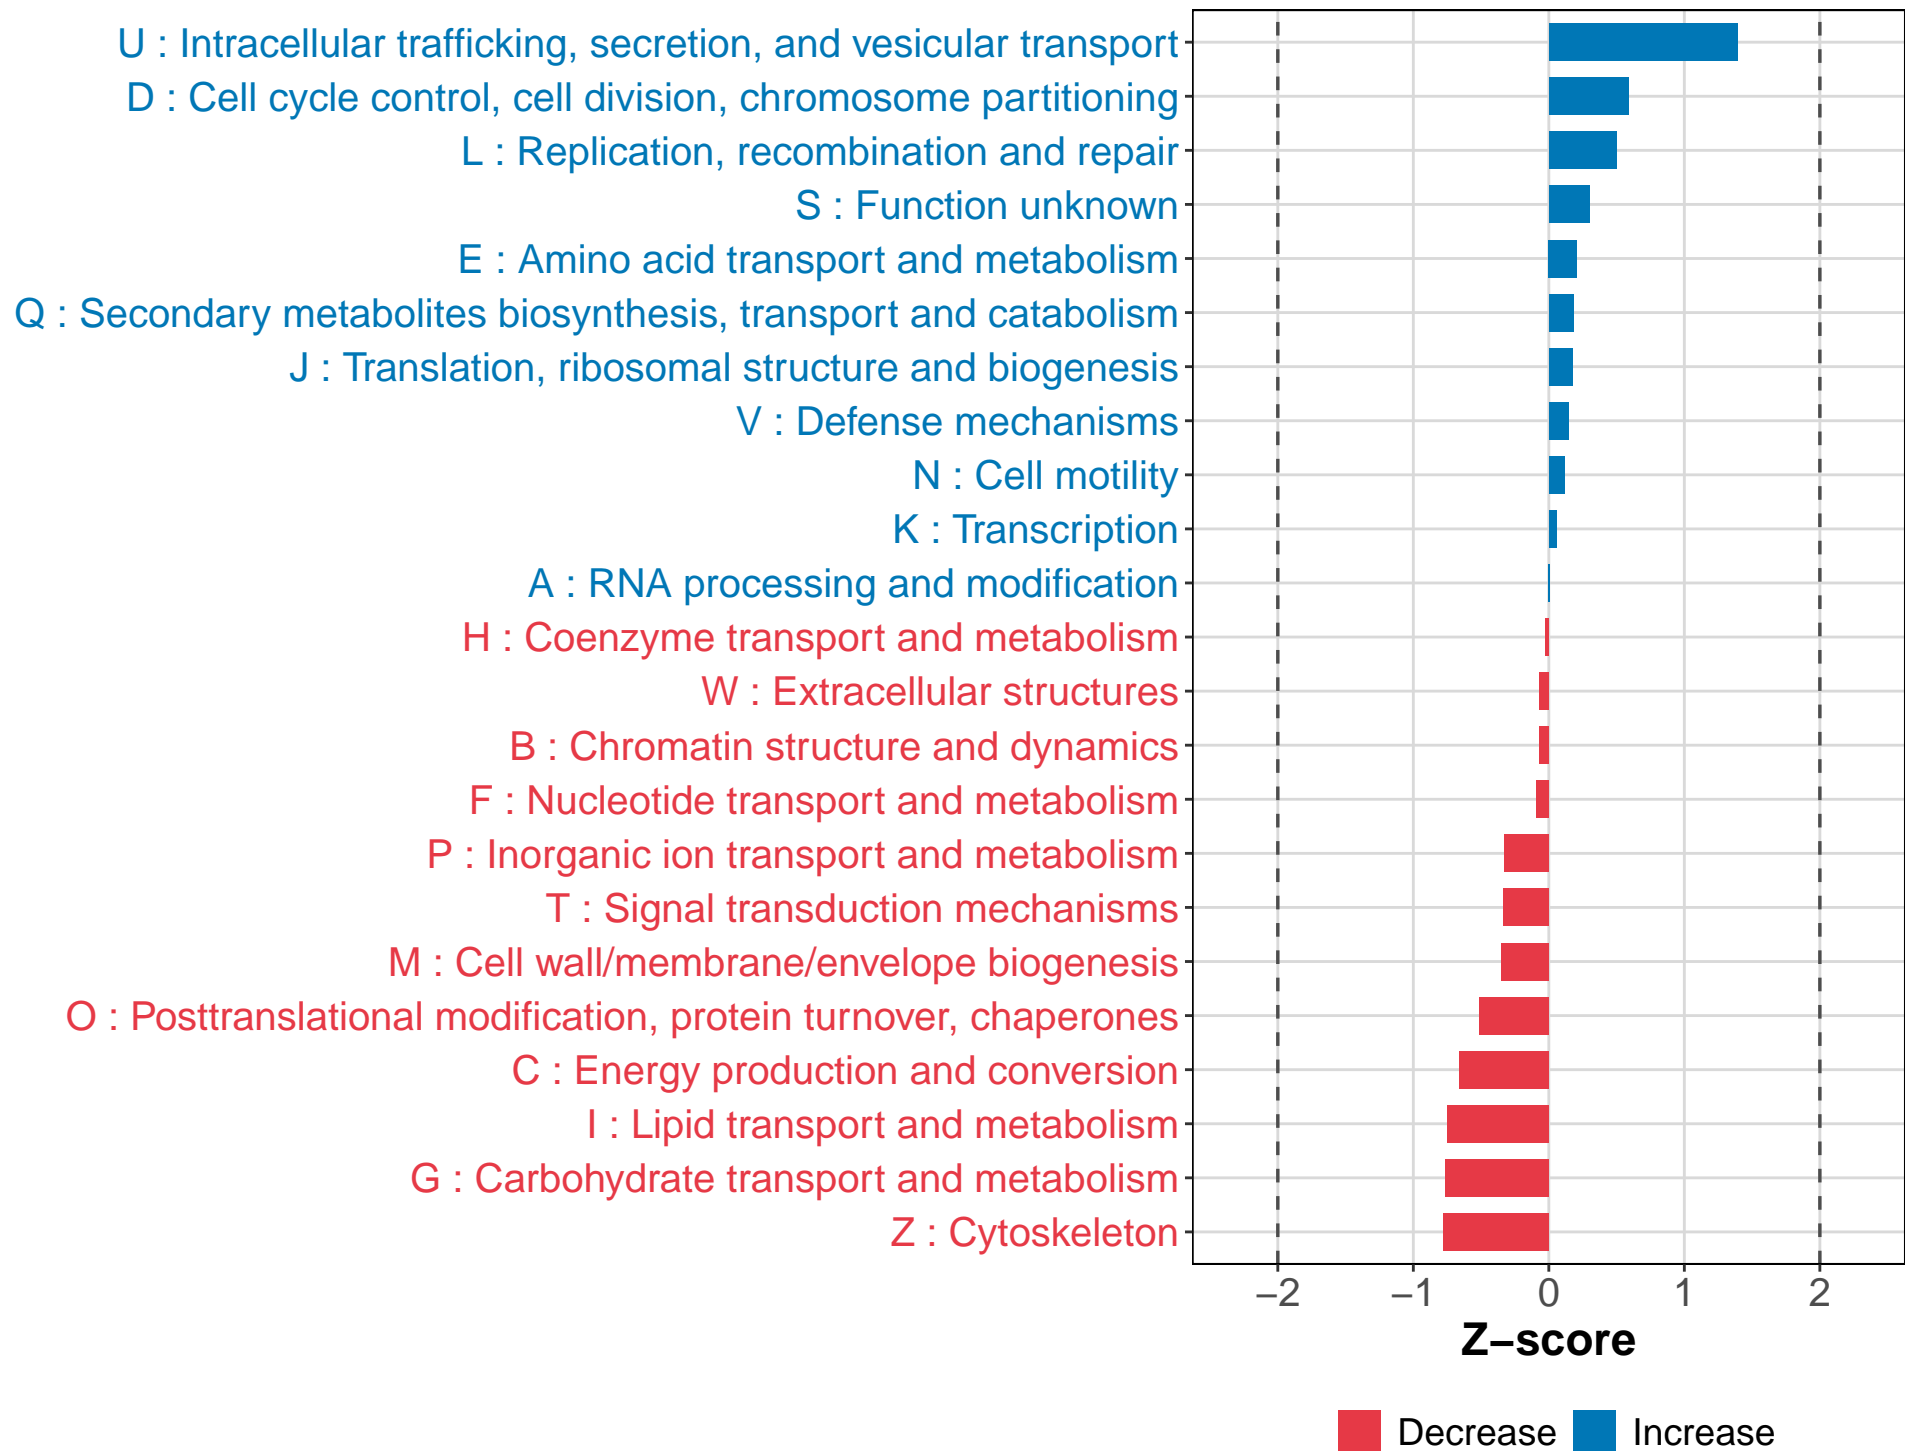 U : Intracellular trafficking, secretion, and vesicular transport
D : Cell cycle control, cell division, chromosome partitioning
L : Replication, recombination and repair
S : Function unknown
E : Amino acid transport and metabolism
Q : Secondary metabolites biosynthesis, transport and catabolism
J : Translation, ribosomal structure and biogenesis
V : Defense mechanisms
N : Cell motility
K : Transcription
A : RNA processing and modification
H : Coenzyme transport and metabolism
W : Extracellular structures
B : Chromatin structure and dynamics
F : Nucleotide transport and metabolism
P : Inorganic ion transport and metabolism
T : Signal transduction mechanisms
M : Cell wall/membrane/envelope biogenesis
O : Posttranslational modification, protein turnover, chaperones
C : Energy production and conversion
I : Lipid transport and metabolism
G : Carbohydrate transport and metabolism
Z : Cytoskeleton
−2 −1 0 1 2
Z−score
Decrease Increase